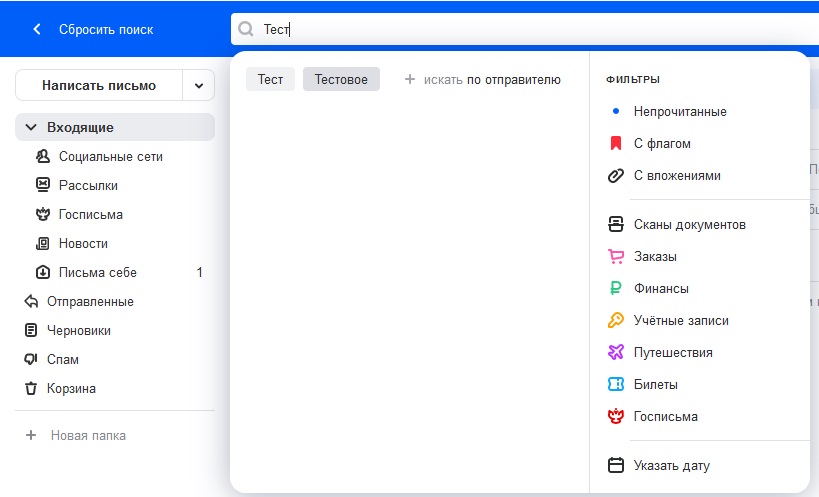 Сбросить поиск
Тест
Написать письмо
Входящие
Социальные сети
Рассылки
Госписьма
Новости
Письма себе 1
Отправленные
Черновики
Спам
Корзина
Новая папка
Тест Тестовое + искать по отправителю
ФИЛЬТРЫ
Непрочитанные
С флагом
С вложениями
Сканы документов
Заказы
Финансы
Учётные записи
Путешествия
Билеты
Госписьма
Указать дату